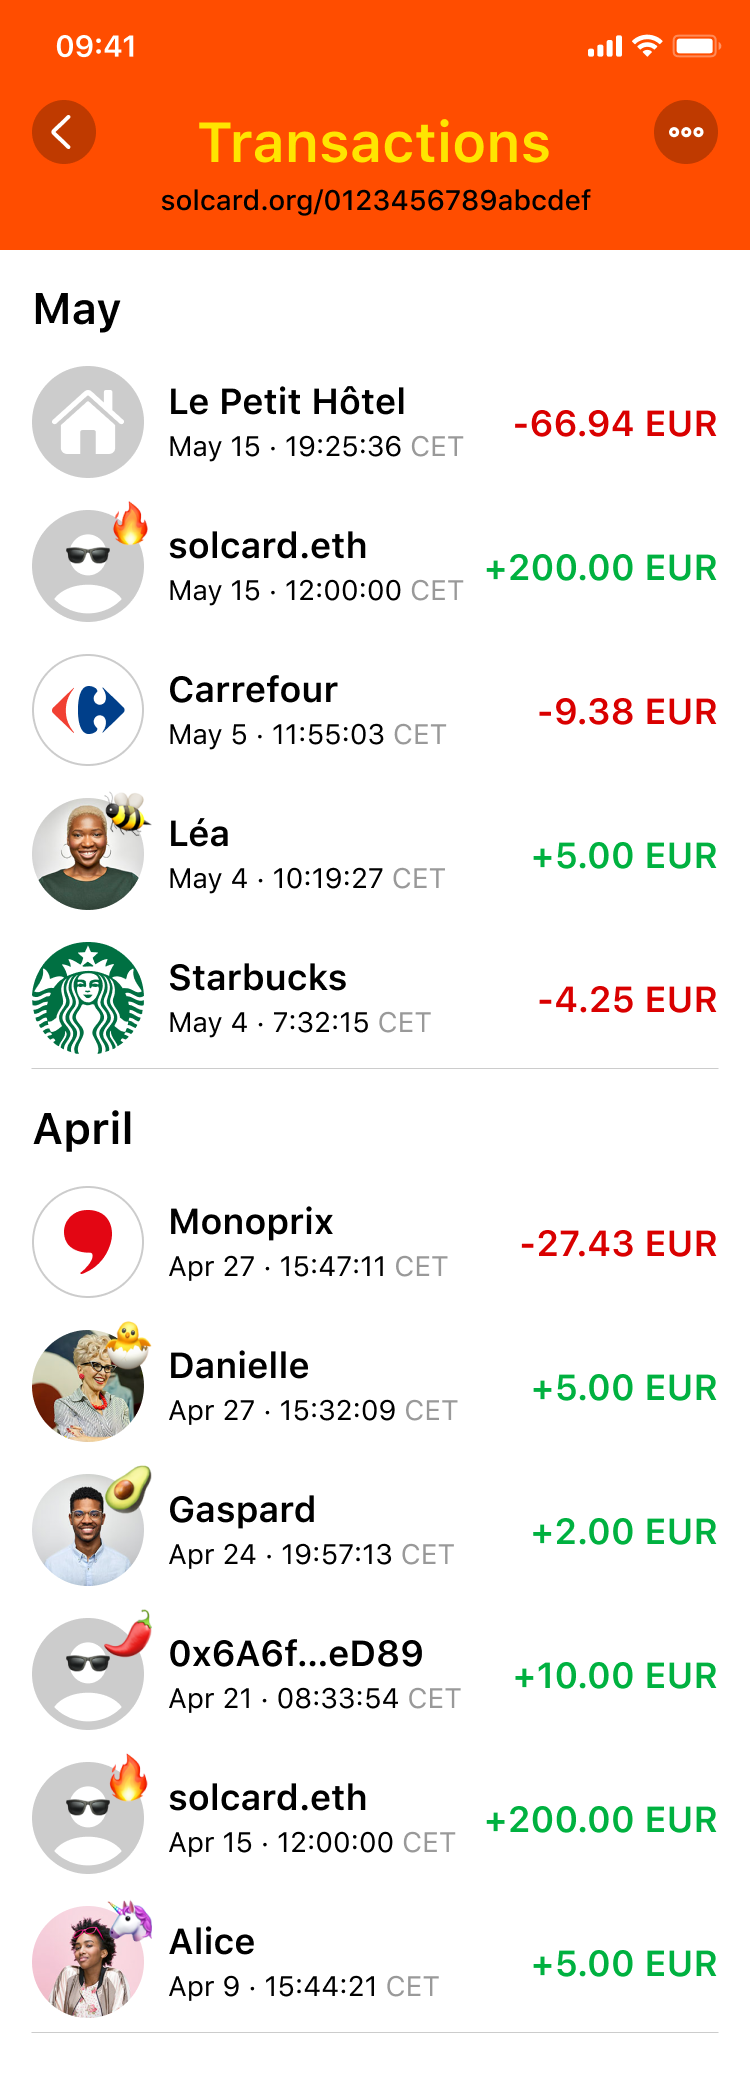 09:41
Transactions
solcard.org/0123456789abcdef
May
Le Petit Hôtel
-66.94 EUR
May 15 · 19:25:36 CET
solcard.eth
+200.00 EUR
May 15 · 12:00:00 CET
Carrefour
-9.38 EUR
May 5 · 11:55:03 CET
Léa
+5.00 EUR
May 4 · 10:19:27 CET
Starbucks
-4.25 EUR
May 4 · 7:32:15 CET
April
Monoprix
-27.43 EUR
Apr 27 · 15:47:11 CET
Danielle
+5.00 EUR
Apr 27 · 15:32:09 CET
Gaspard
+2.00 EUR
Apr 24 · 19:57:13 CET
0x6A6f...eD89
+10.00 EUR
Apr 21 · 08:33:54 CET
solcard.eth
+200.00 EUR
Apr 15 · 12:00:00 CET
Alice
+5.00 EUR
Apr 9 · 15:44:21 CET